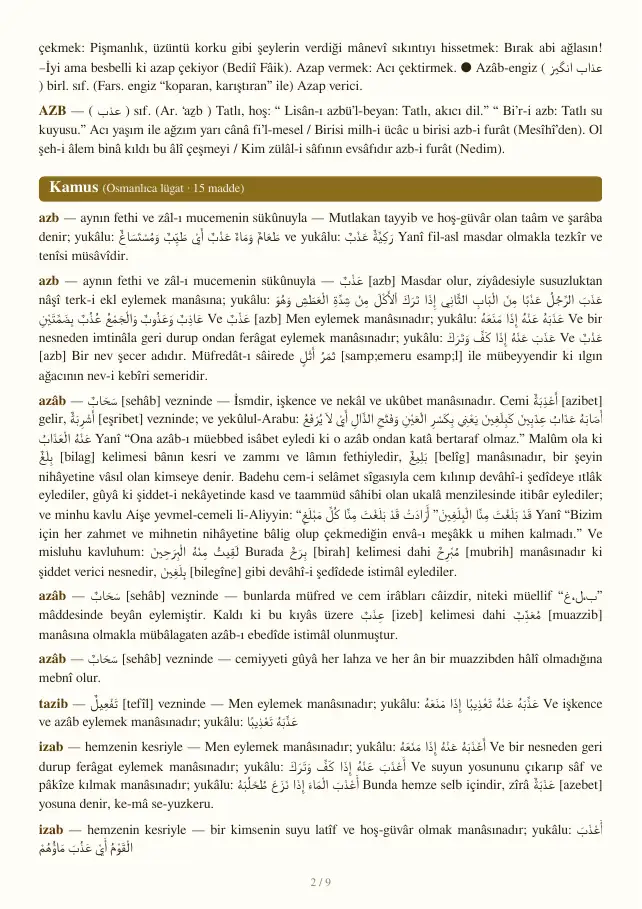 çekmek: Pişmanlık, üzüntü korku gibi şeylerin verdiği mânevî sıkıntıyı hissetmek: Bırak abi ağlasın!
–İyi ama besbelli ki azap çekiyor (Bediî Fâik). Azap vermek: Acı çektirmek. ● Azâb-engiz ( عذاب انگيز
) birl. sıf. (Fars. engiz “koparan, karıştıran” ile) Azap verici.
AZB — ( عذب ) sıf. (Ar. ‘aẕb ) Tatlı, hoş: “ Lisân-ı azbü’l-beyan: Tatlı, akıcı dil.” “ Bi’r-i azb: Tatlı su
kuyusu.” Acı yaşım ile ağzım yarı cânâ fi’l-mesel / Birisi milh-i ücâc u birisi azb-i furât (Mesîhî’den). Ol
şeh-i âlem binâ kıldı bu âlî çeşmeyi / Kim zülâl-i sâfının evsâfıdır azb-i furât (Nedim).
Kamus (Osmanlıca lügat · 15 madde)
azb — aynın fethi ve zâl-ı mucemenin sükûnuyla — Mutlakan tayyib ve hoş-güvâr olan taâm ve şarâba
denir; yukâlu: طَعَامٌ وَمَاءٌ عَذْبٌ أَيْ طَيِّبٌ وَمُسْتَسَاغٌ ve yukâlu: رَكِيَّةٌ عَذْبٌ Yanî fil-asl masdar olmakla tezkîr ve
tenîsi müsâvîdir.
azb — aynın fethi ve zâl-ı mucemenin sükûnuyla — عَذْبٌ [azb] Masdar olur, ziyâdesiyle susuzluktan
nâşî terk-i ekl eylemek manâsına; yukâlu: عَذَبَ الرَّجُلُ عَذْبًا مِنَ الْبَابِ الثَّانِي إِذَا تَرَكَ الْأَكْلَ مِنْ شِدَّةِ الْعَطَشِ وَهُوَ
عَاذِبٌ وَعَذُوبٌ وَالْجَمْعُ عُذُبٌ بِضَمَّتَيْنِ Ve عَذْبٌ [azb] Men eylemek manâsınadır; yukâlu: عَذَبَهُ عَنْهُ إِذَا مَنَعَهُ Ve bir
nesneden imtinâla geri durup ondan ferâgat eylemek manâsınadır; yukâlu: عَذَبَ عَنْهُ إِذَا كَفَّ وَتَرَكَ Ve عَذْبٌ
[azb] Bir nev şecer adıdır. Müfredât-ı sâirede ثَمَرُ أَثْلٍ [samp;emeru esamp;l] ile mübeyyendir ki ılgın
ağacının nev-i kebîri semeridir.
azâb — سَحَابٌ [sehâb] vezninde — İsmdir, işkence ve nekâl ve ukûbet manâsınadır. Cemi أَعْذِبَةٌ [azibet]
gelir, أَشْرِبَةٌ [eşribet] vezninde; ve yekûlul-Arabu: أَصَابَهُ عَذَابُ عِذَبِينَ كَبِلَغِينَ يَعْنِي بِكَسْرِ الْعَيْنِ وَفَتْحِ الذَّالِ أَيْ لَا يُرْفَعُ
عَنْهُ الْعَذَابُ Yanî “Ona azâb-ı müebbed isâbet eyledi ki o azâb ondan katâ bertaraf olmaz.” Malûm ola ki
بِلَغٌ [bilag] kelimesi bânın kesri ve zammı ve lâmın fethiyledir, بَلِيغٌ [belîg] manâsınadır, bir şeyin
nihâyetine vâsıl olan kimseye denir. Badehu cem-i selâmet sîgasıyla cem kılınıp devâhî-i şedîdeye ıtlâk
eylediler, gûyâ ki şiddet-i nekâyetinde kasd ve taammüd sâhibi olan ukalâ menzilesinde itibâr eylediler;
ve minhu kavlu Aişe yevmel-cemeli li-Aliyyin: “قَدْ بَلَغَتْ مِنَّا الْبِلَغِينَ” أَرَادَتْ قَدْ بَلَغَتْ مِنَّا كُلَّ مَبْلَغٍ Yanî “Bizim
için her zahmet ve mihnetin nihâyetine bâlig olup çekmediğin envâ-ı meşâkk u mihen kalmadı.” Ve
misluhu kavluhum: لَقِيتُ مِنْهُ الْبِرَحِينَ Burada بِرَحٌ [birah] kelimesi dahi مُبْرِحٌ [mubrih] manâsınadır ki
şiddet verici nesnedir, بِلَغِينَ [bilegîne] gibi devâhî-i şedîdede istimâl eylediler.
azâb — سَحَابٌ [sehâb] vezninde — bunlarda müfred ve cem irâbları câizdir, niteki müellif “ب،ل،غ”
mâddesinde beyân eylemiştir. Kaldı ki bu kıyâs üzere عِذَبٌ [izeb] kelimesi dahi مُعَذِّبٌ [muazzib]
manâsına olmakla mübâlagaten azâb-ı ebedîde istimâl olunmuştur.
azâb — سَحَابٌ [sehâb] vezninde — cemiyyeti gûyâ her lahza ve her ân bir muazzibden hâlî olmadığına
mebnî olur.
tazib — تَفْعِيلٌ [tefîl] vezninde — Men eylemek manâsınadır; yukâlu: عَذَّبَهُ عَنْهُ تَعْذِيبًا إِذَا مَنَعَهُ Ve işkence
ve azâb eylemek manâsınadır; yukâlu: عَذَّبَهُ تَعْذِيبًا
izab — hemzenin kesriyle — Men eylemek manâsınadır; yukâlu: أَعْذَبَهُ عَنْهُ إِذَا مَنَعَهُ Ve bir nesneden geri
durup ferâgat eylemek manâsınadır; yukâlu: أَعْذَبَ عَنْهُ إِذَا كَفَّ وَتَرَكَ Ve suyun yosununu çıkarıp sâf ve
pâkîze kılmak manâsınadır; yukâlu: أَعْذَبَ الْمَاءَ إِذَا نَزَعَ طُحْلُبَهُ Bunda hemze selb içindir, zîrâ عَذَبَةٌ [azebet]
yosuna denir, ke-mâ se-yuzkeru.
izab — hemzenin kesriyle — bir kimsenin suyu latîf ve hoş-güvâr olmak manâsınadır; yukâlu: أَعْذَبَ
الْقَوْمُ أَيْ عَذُبَ مَاؤُهُمْ
2 / 9